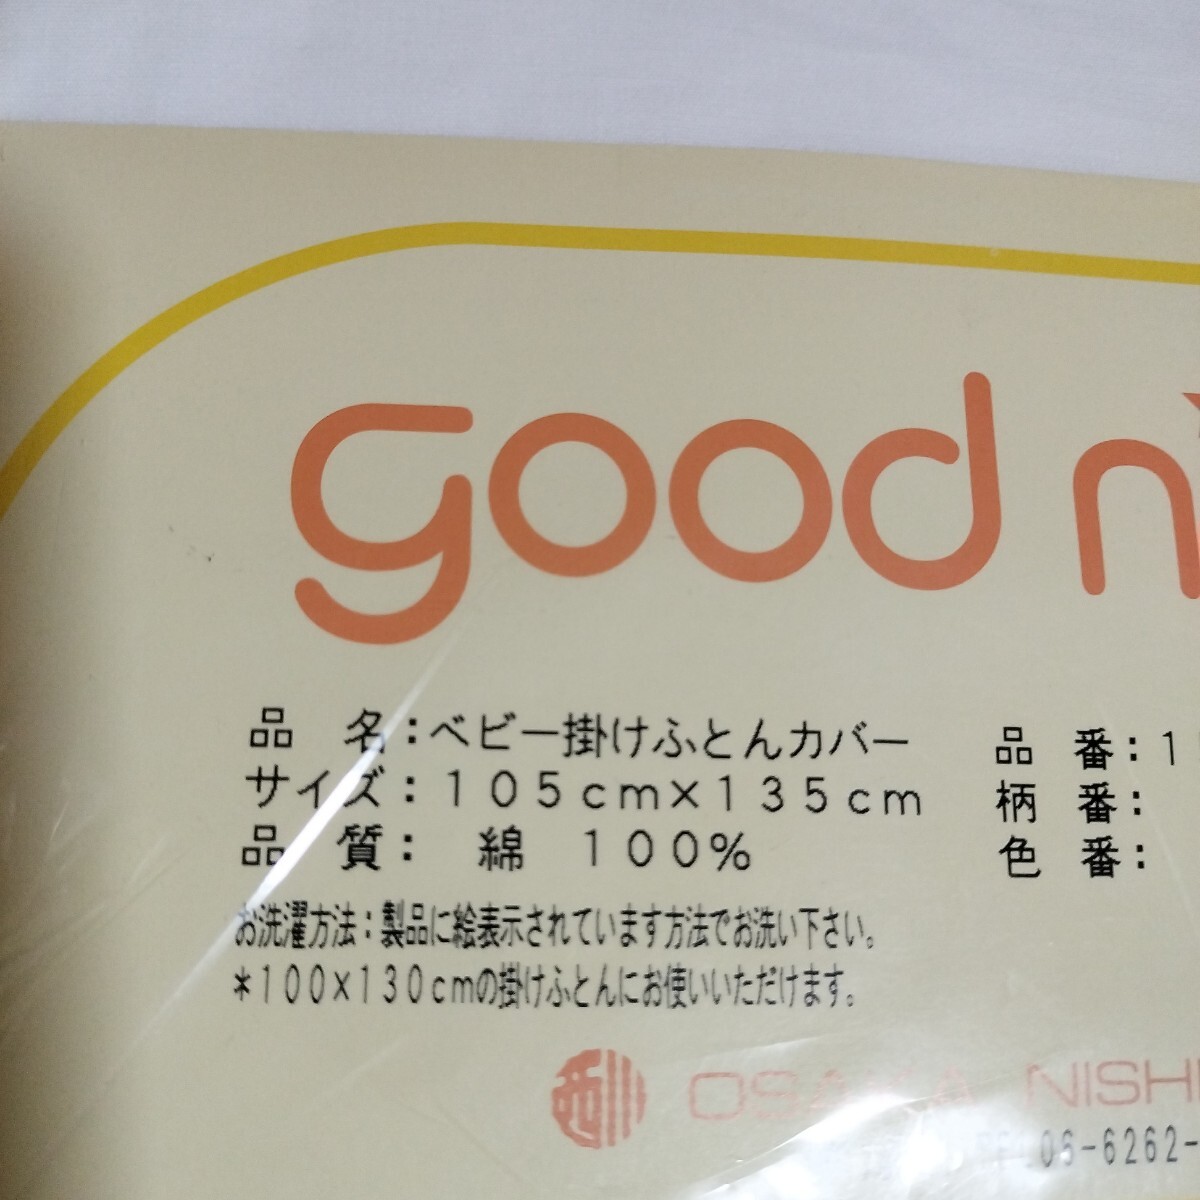 good
品 名：ベビー掛けふとんカバー 品 番：1
サイズ：105cm×135cm 柄 番：
品 質： 綿 100% 色 番：
お洗濯方法：製品に絵表示されています方法でお洗い下さい。
*100×130cmの掛けふとんにお使いいただけます。
OSAKA NISHI
06-6262-